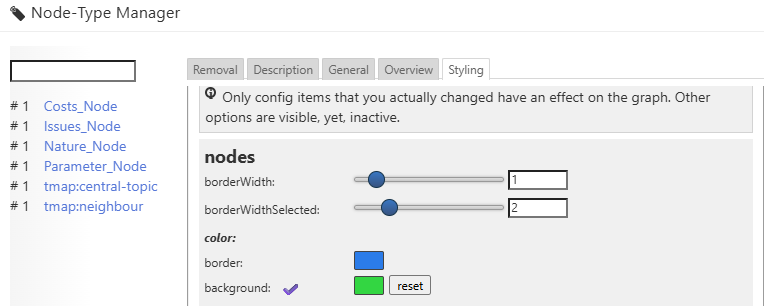 Node-Type Manager
Removal Description General Overview Styling
# 1 Costs_Node
# 1 Issues_Node
# 1 Nature_Node
# 1 Parameter_Node
# 1 tmap:central-topic
# 1 tmap:neighbour
Only config items that you actually changed have an effect on the graph. Other
options are visible, yet, inactive.
nodes
borderWidth: 1
borderWidthSelected: 2
color:
border:
background: reset